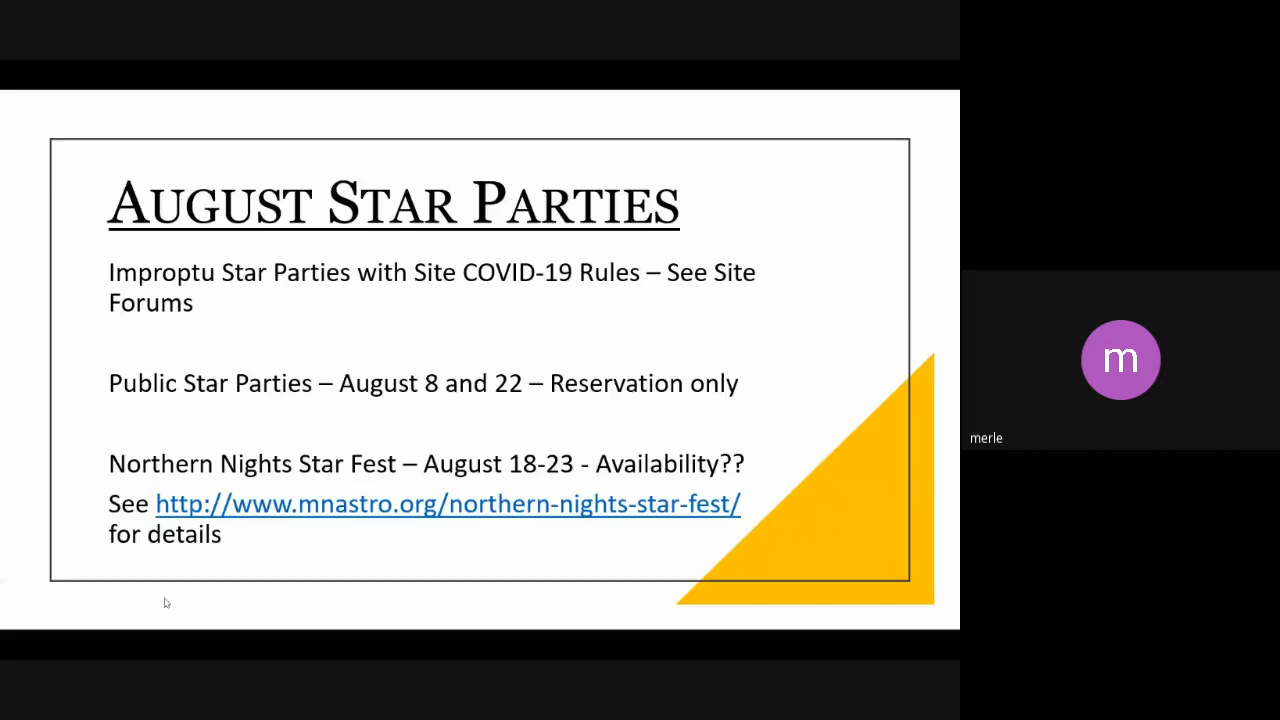 August Star Parties
Improptu Star Parties with Site COVID-19 Rules – See Site
Forums
Public Star Parties – August 8 and 22 – Reservation only
Northern Nights Star Fest – August 18-23 - Availability??
See http://www.mnastro.org/northern-nights-star-fest/
for details
m
merle